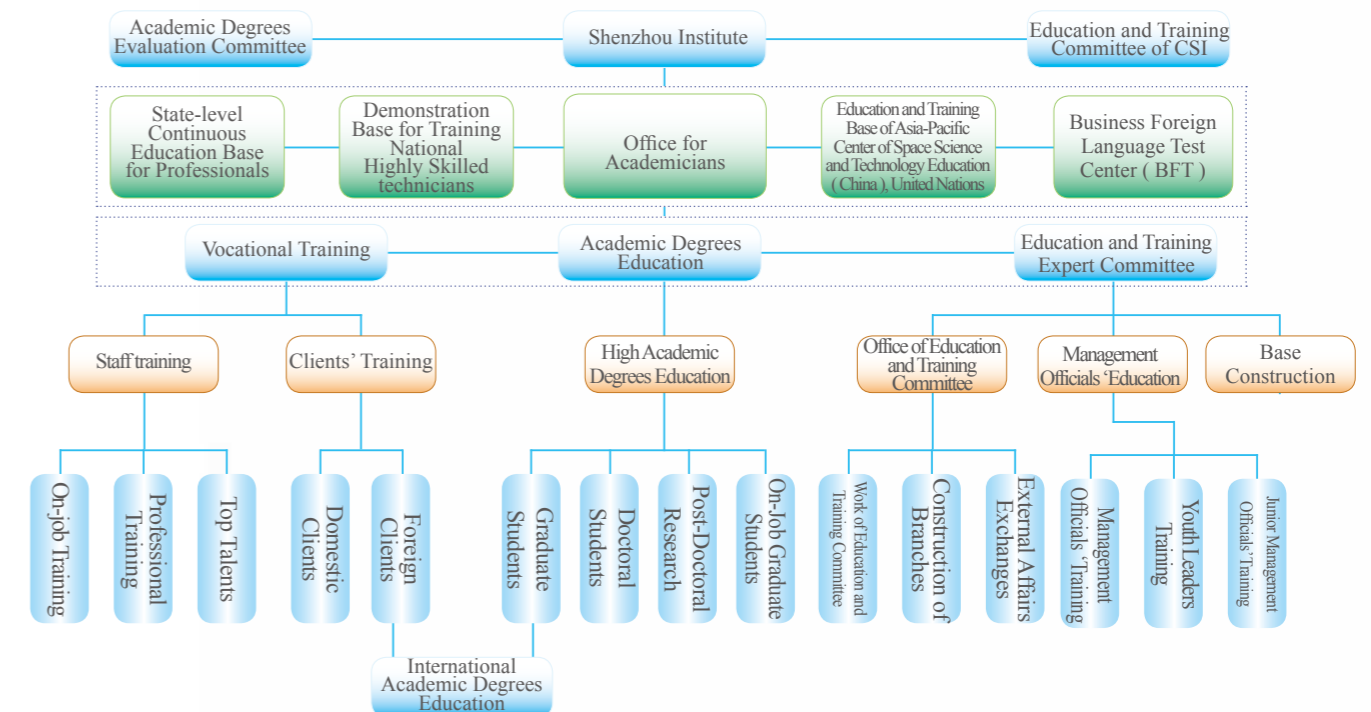 Academic Degrees
Evaluation Committee
Shenzhou Institute
Education and Training
Committee of CSI
State-level
Continuous
Education Base
for Professionals
Demonstration
Base for Training
National
Highly Skilled
technicians
Office for
Academicians
Education and Training
Base of Asia-Pacific
Center of Space Science
and Technology Education
( China ), United Nations
Business Foreign
Language Test
Center ( BFT )
Vocational Training
Academic Degrees
Education
Education and Training
Expert Committee
Staff training
Clients’ Training
High Academic
Degrees Education
Office of Education
and Training
Committee
Management
Officials ‘Education
Base
Construction
On-job Training
Professional
Training
Top Talents
Domestic
Clients
Foreign
Clients
Graduate
Students
Doctoral
Students
Post-Doctoral
Research
On-Job Graduate
Students
Work of Education and
Training Committee
Construction of
Branches
External Affairs
Exchanges
Management
Officials ‘Training
Youth Leaders
Training
Junior Management
Officials’ Training
International
Academic Degrees
Education